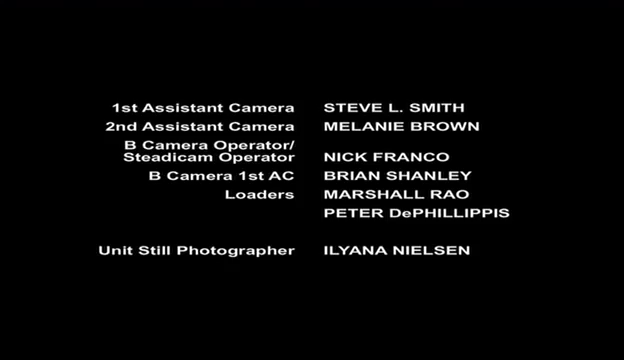 1st Assistant Camera STEVE L. SMITH
2nd Assistant Camera MELANIE BROWN
B Camera Operator/
Steadicam Operator NICK FRANCO
B Camera 1st AC BRIAN SHANLEY
Loaders MARSHALL RAO
PETER DePHILLIPPIS
Unit Still Photographer ILYANA NIELSEN